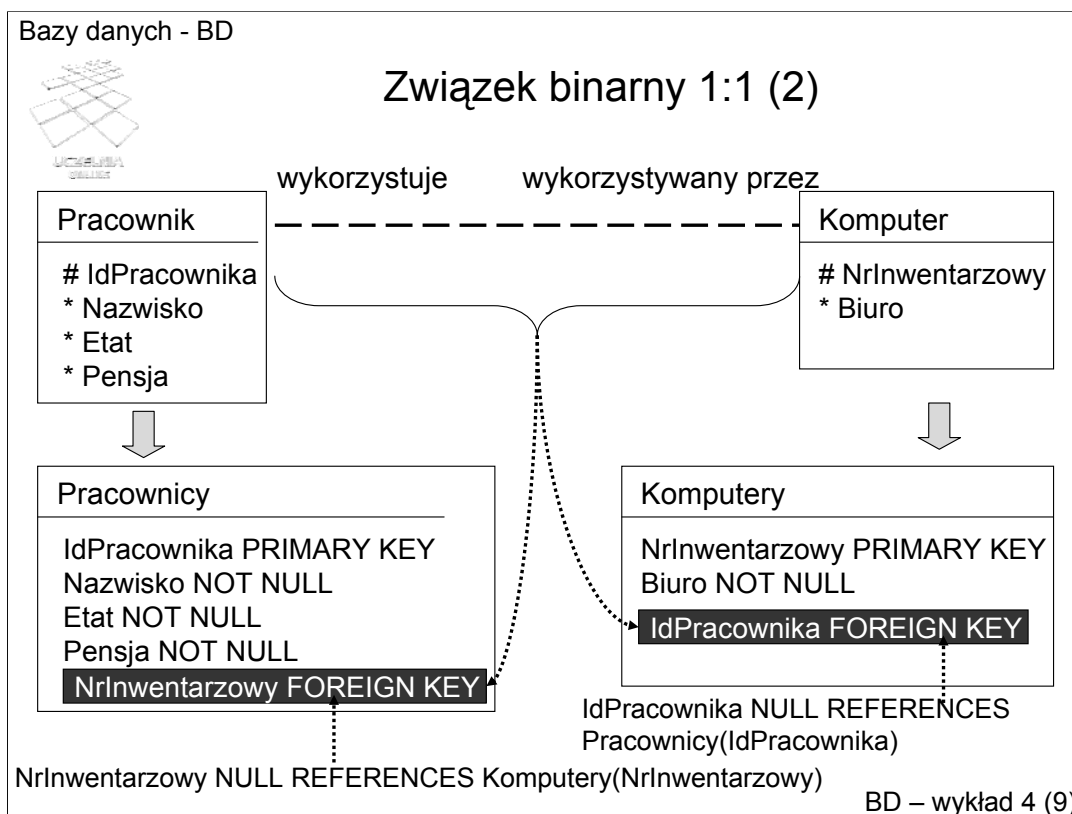 Bazy danych - BD
Związek binarny 1:1 (2)
UCZELNIA
ONLINE
wykorzystuje
wykorzystywany przez
Pracownik
# IdPracownika
* Nazwisko
* Etat
* Pensja
Komputer
# NrInwentarzowy
* Biuro
Pracownicy
IdPracownika PRIMARY KEY
Nazwisko NOT NULL
Etat NOT NULL
Pensja NOT NULL
NrInwentarzowy FOREIGN KEY
Komputery
NrInwentarzowy PRIMARY KEY
Biuro NOT NULL
IdPracownika FOREIGN KEY
IdPracownika NULL REFERENCES
Pracownicy(IdPracownika)
NrInwentarzowy NULL REFERENCES Komputery(NrInwentarzowy)
BD – wykład 4 (9)